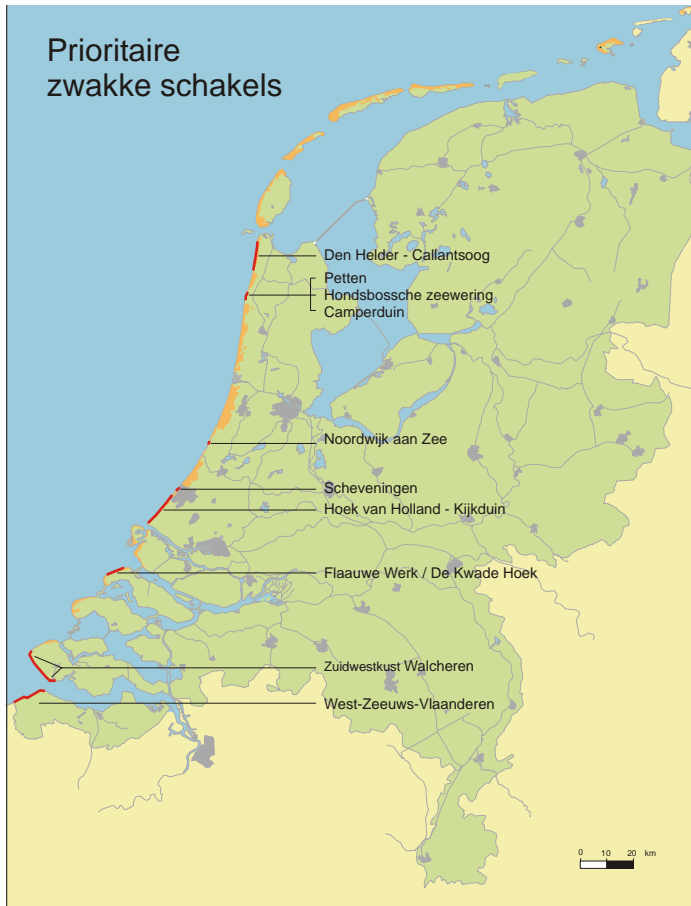 Prioritaire
zwakke schakels
Den Helder - Callantsoog
Petten
Hondsbossche zeewering
Camperduin
Noordwijk aan Zee
Scheveningen
Hoek van Holland - Kijkduin
Flaauwe Werk / De Kwade Hoek
Zuidwestkust Walcheren
West-Zeeuws-Vlaanderen
0 10 20 km